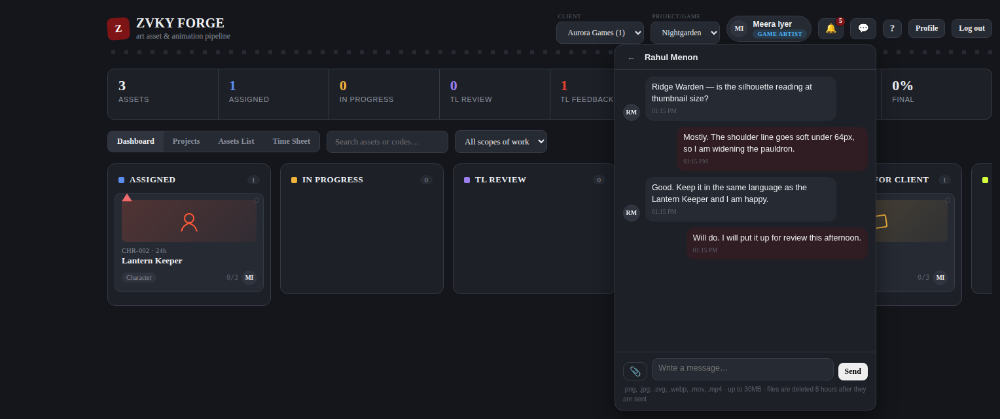 Z
ZVKY FORGE
art asset & animation pipeline
CLIENT
Aurora Games (1)
PROJECT/GAME
Nightgarden
MI
Meera Iyer
GAME ARTIST
5
?
Profile
Log out
3
ASSETS
1
ASSIGNED
0
IN PROGRESS
0
TL REVIEW
1
TL FEEDBACK
0%
FINAL
Dashboard
Projects
Assets List
Time Sheet
Search assets or codes…
All scopes of work
ASSIGNED
1
CHR-002 · 24h
Lantern Keeper
Character
0/3
MI
IN PROGRESS
0
TL REVIEW
0
FOR CLIENT
1
0/3
MI
←
Rahul Menon
Ridge Warden — is the silhouette reading at
thumbnail size?
01:15 PM
RM
Mostly. The shoulder line goes soft under 64px,
so I am widening the pauldron.
01:15 PM
Good. Keep it in the same language as the
Lantern Keeper and I am happy.
01:15 PM
RM
Will do. I will put it up for review this afternoon.
01:15 PM
Write a message…
Send
.png, .jpg, .svg, .webp, .mov, .mp4 · up to 30MB · files are deleted 8 hours after they
are sent